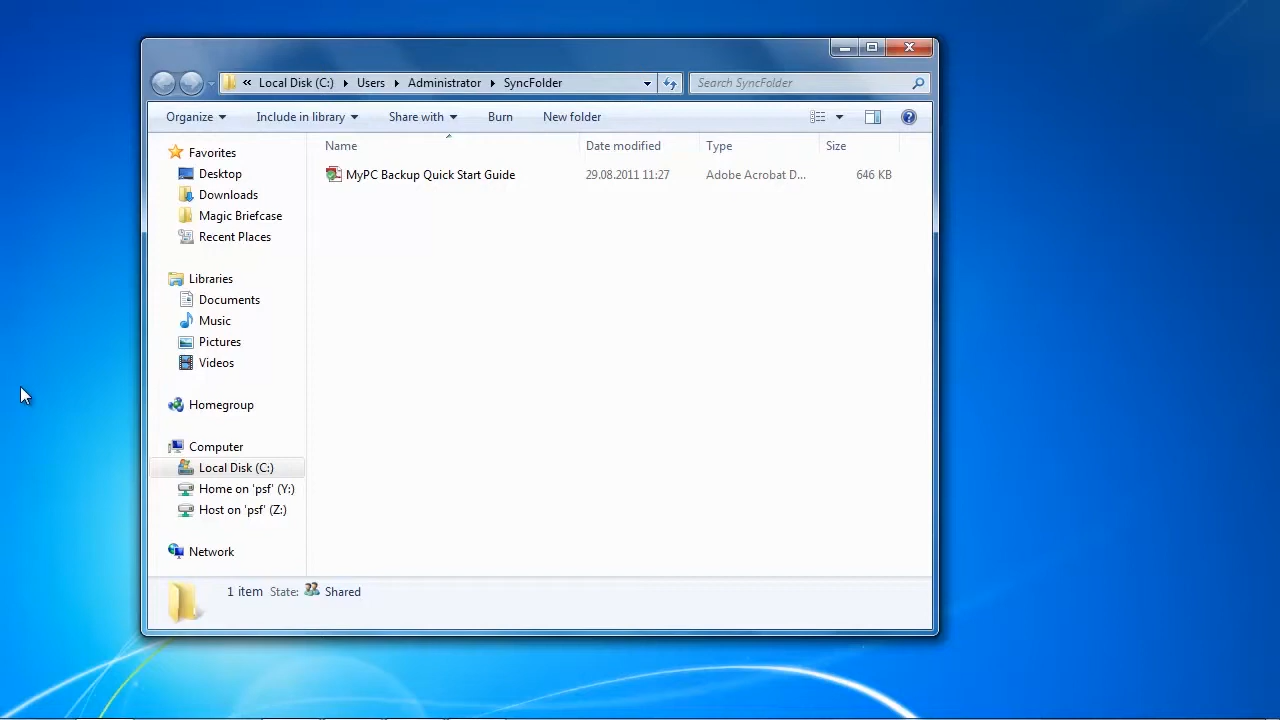 « Local Disk (C:) Users Administrator SyncFolder
Search SyncFolder
Organize Include in library Share with Burn New folder
Name Date modified Type Size
MyPC Backup Quick Start Guide 29.08.2011 11:27 Adobe Acrobat D... 646 KB
Favorites
Desktop
Downloads
Magic Briefcase
Recent Places
Libraries
Documents
Music
Pictures
Videos
Homegroup
Computer
Local Disk (C:)
Home on 'psf' (Y:)
Host on 'psf' (Z:)
Network
1 item State: Shared